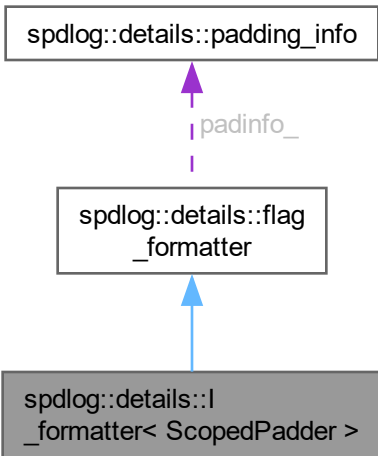 spdlog::details::padding_info
padinfo_
spdlog::details::flag
_formatter
spdlog::details::I
_formatter< ScopedPadder >